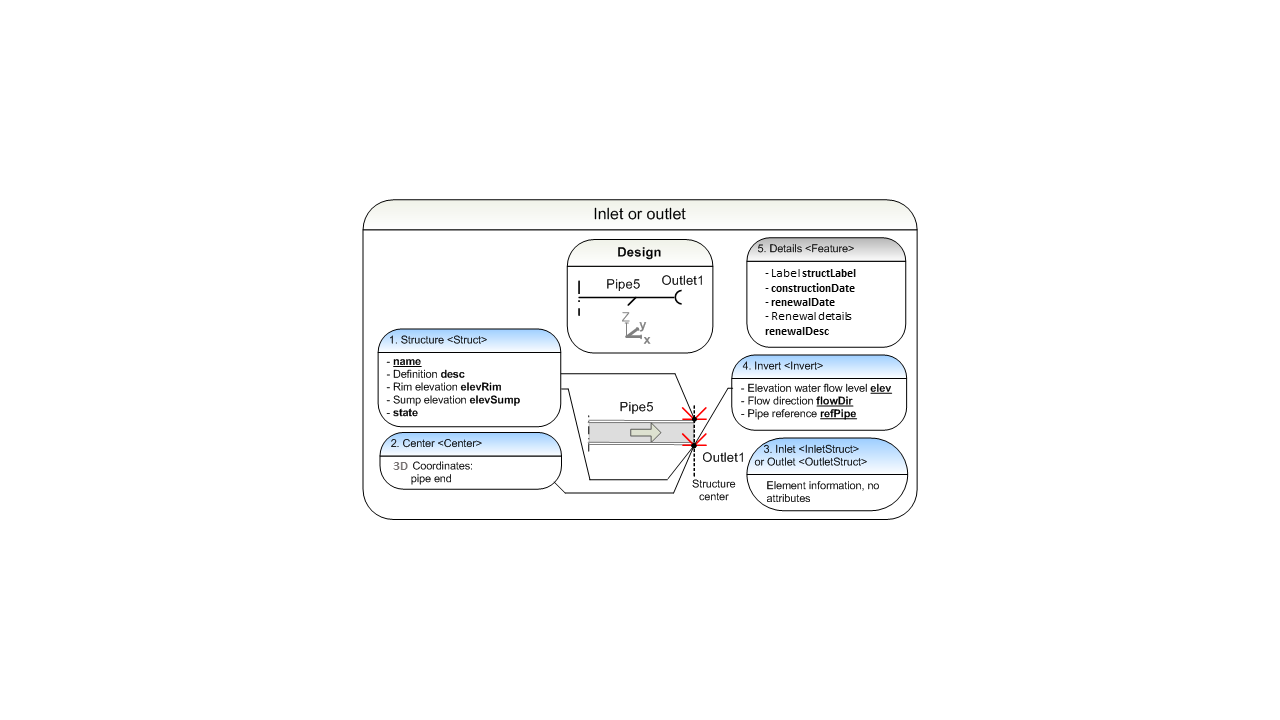 Inlet or outlet
Design
Pipe5
Outlet1
Z
y
x
5. Details <Feature>
- Label structLabel
- constructionDate
- renewalDate
- Renewal details
renewalDesc
1. Structure <Struct>
- name
- Definition desc
- Rim elevation elevRim
- Sump elevation elevSump
- state
2. Center <Center>
3D Coordinates:
pipe end
Pipe5
Outlet1
Structure
center
4. Invert <Invert>
- Elevation water flow level elev
- Flow direction flowDir
- Pipe reference refPipe
3. Inlet <InletStruct>
or Outlet <OutletStruct>
Element information, no
attributes